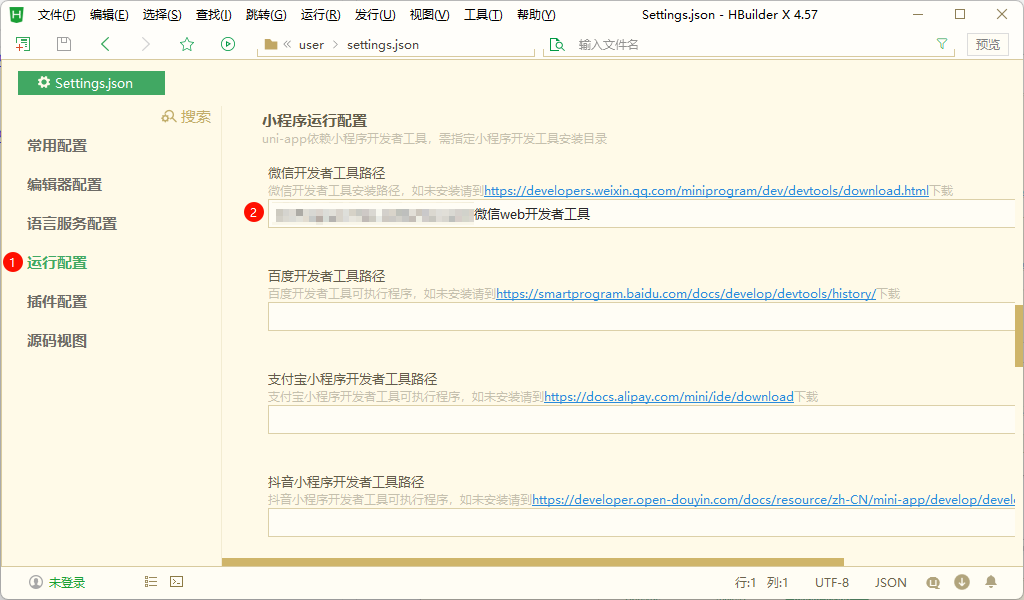 文件(F) 编辑(E) 选择(S) 查找(I) 跳转(G) 运行(R) 发行(U) 视图(V) 工具(T) 帮助(Y) Settings.json - HBuilder X 4.57
user settings.json 输入文件名 预览
Settings.json
搜索
常用配置
编辑器配置
语言服务配置
1 运行配置
插件配置
源码视图
小程序运行配置
uni-app依赖小程序开发者工具，需指定小程序开发工具安装目录
微信开发者工具路径
微信开发者工具安装路径，如未安装请到https://developers.weixin.qq.com/miniprogram/dev/devtools/download.html下载
2 微信web开发者工具
百度开发者工具路径
百度开发者工具可执行程序，如未安装请到https://smartprogram.baidu.com/docs/develop/devtools/history/下载
支付宝小程序开发者工具路径
支付宝小程序开发者工具可执行程序，如未安装请到https://docs.alipay.com/mini/ide/download下载
抖音小程序开发者工具路径
抖音小程序开发者工具可执行程序，如未安装请到https://developer.open-douyin.com/docs/resource/zh-CN/mini-app/develop/devel
未登录 行:1 列:1 UTF-8 JSON